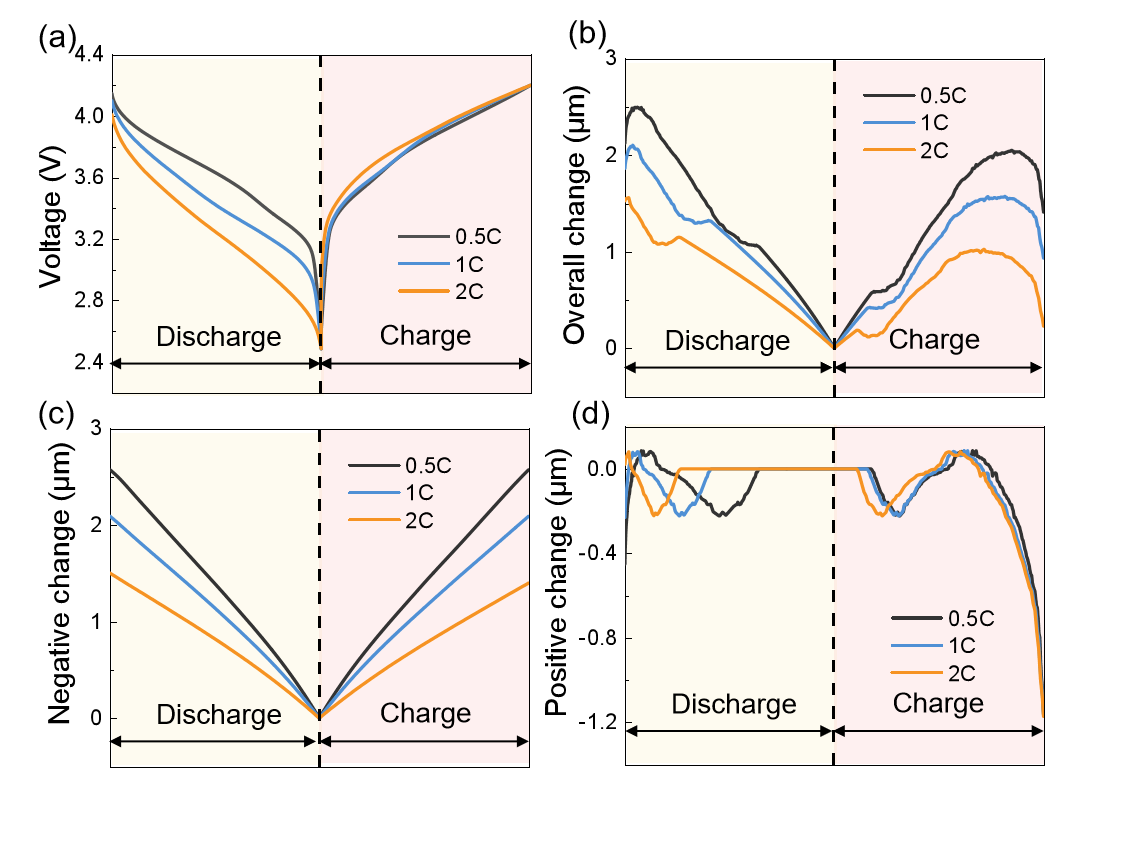 (a)
4.4
4.0
3.6
3.2
2.8
2.4
Voltage (V)
0.5C
1C
2C
Discharge
Charge
(b)
3
2
1
0
Overall change (μm)
0.5C
1C
2C
Discharge
Charge
(c)
3
2
1
0
Negative change (μm)
0.5C
1C
2C
Discharge
Charge
(d)
0.0
-0.4
-0.8
-1.2
Positive change (μm)
0.5C
1C
2C
Discharge
Charge